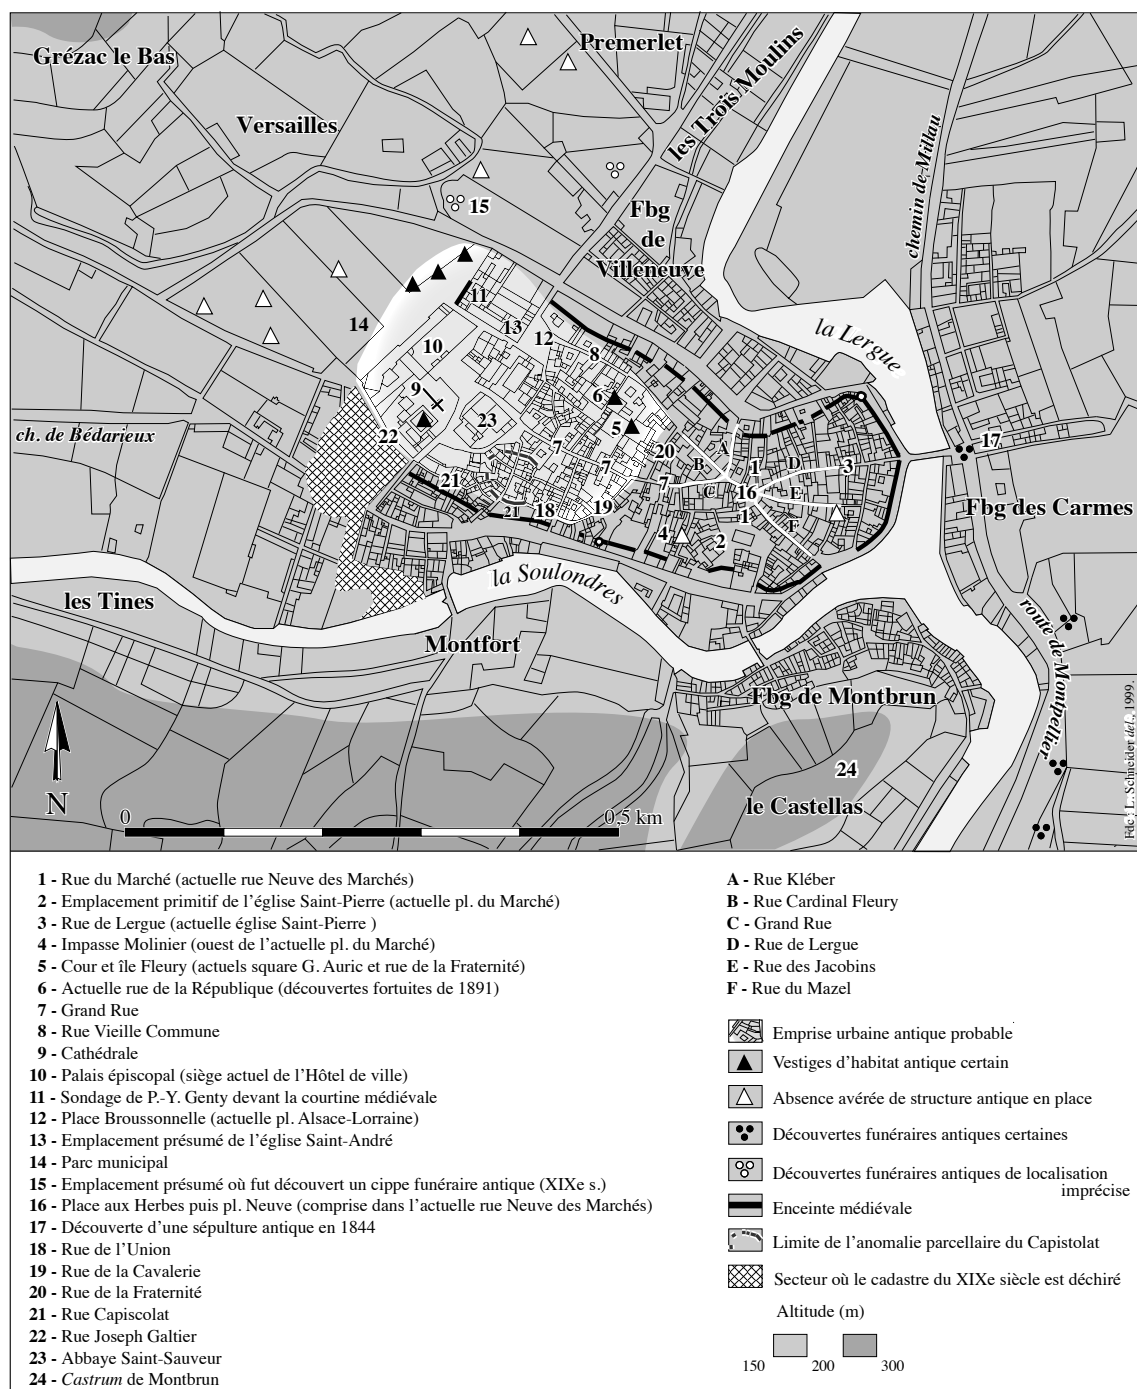 Grézac le Bas
Premerlet
Versailles
les Trois Moulins
chemin de Millau
15
Fbg
de
Villeneuve
la Lergue
11
14
13
12
10
8
9
6
5
17
22
23
7
20
A
B
1
D
3
ch. de Bédarieux
7
7
C
16
E
21
21
18
19
1
F
4
2
Fbg des Carmes
la Soulondres
les Tines
Montfort
route de Montpellier
Fbg de Montbrun
24
le Castellas
N
0
0,5 km
Fdc : L. Schneider del., 1999.
1 - Rue du Marché (actuelle rue Neuve des Marchés)
2 - Emplacement primitif de l'église Saint-Pierre (actuelle pl. du Marché)
3 - Rue de Lergue (actuelle église Saint-Pierre )
4 - Impasse Molinier (ouest de l'actuelle pl. du Marché)
5 - Cour et île Fleury (actuels square G. Auric et rue de la Fraternité)
6 - Actuelle rue de la République (découvertes fortuites de 1891)
7 - Grand Rue
8 - Rue Vieille Commune
9 - Cathédrale
10 - Palais épiscopal (siège actuel de l'Hôtel de ville)
11 - Sondage de P.-Y. Genty devant la courtine médiévale
12 - Place Broussonnelle (actuelle pl. Alsace-Lorraine)
13 - Emplacement présumé de l'église Saint-André
14 - Parc municipal
15 - Emplacement présumé où fut découvert un cippe funéraire antique (XIXe s.)
16 - Place aux Herbes puis pl. Neuve (comprise dans l'actuelle rue Neuve des Marchés)
17 - Découverte d'une sépulture antique en 1844
18 - Rue de l'Union
19 - Rue de la Cavalerie
20 - Rue de la Fraternité
21 - Rue Capiscolat
22 - Rue Joseph Galtier
23 - Abbaye Saint-Sauveur
24 - Castrum de Montbrun
A - Rue Kléber
B - Rue Cardinal Fleury
C - Grand Rue
D - Rue de Lergue
E - Rue des Jacobins
F - Rue du Mazel
Emprise urbaine antique probable
Vestiges d'habitat antique certain
Absence avérée de structure antique en place
Découvertes funéraires antiques certaines
Découvertes funéraires antiques de localisation
imprécise
Enceinte médiévale
Limite de l'anomalie parcellaire du Capistolat
Secteur où le cadastre du XIXe siècle est déchiré
Altitude (m)
150 200 300